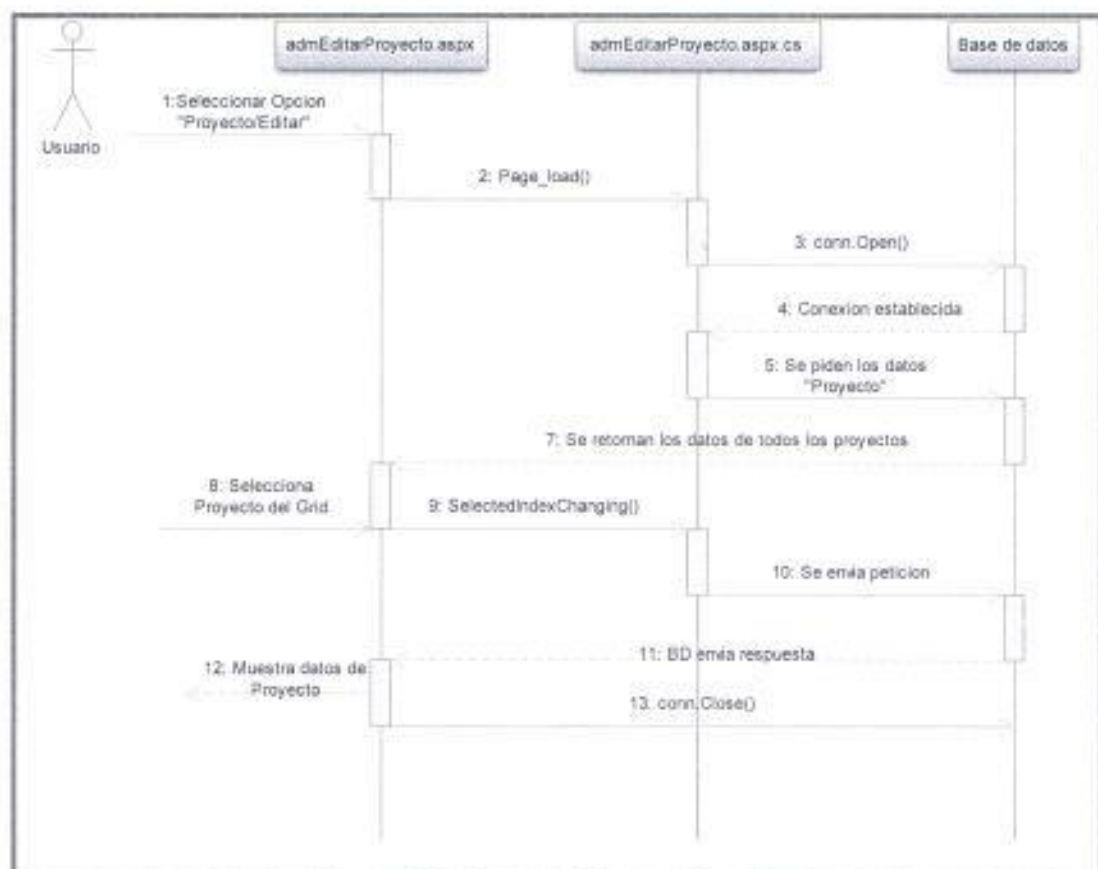 admEditarProyecto.aspx
admEditarProyecto.aspx.cs
Base de datos
Usuario
1:Seleccionar Opcion
"Proyecto/Editar"
2: Page_load()
3: conn.Open()
4: Conexion establecida
5: Se piden los datos
"Proyecto"
7: Se retornan los datos de todos los proyectos
8: Selecciona
Proyecto del Grid
9: SelectedIndexChanging()
10: Se envia peticion
11: BD envia respuesta
12: Muestra datos de
Proyecto
13. conn.Close()